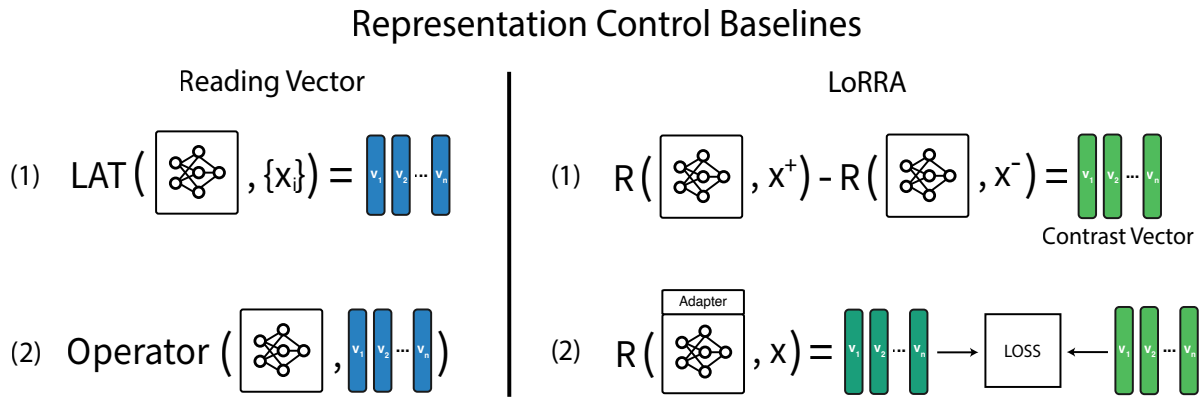 Representation Control Baselines
Reading Vector
(1) LAT ( , {xᵢ}) = v₁ v₂ ... vₙ
(2) Operator ( , v₁ v₂ ... vₙ )
LoRRA
(1) R ( , x⁺) - R ( , x⁻) = v₁ v₂ ... vₙ
Contrast Vector
Adapter
(2) R ( , x) = v₁ v₂ ... vₙ LOSS v₁ v₂ ... vₙ